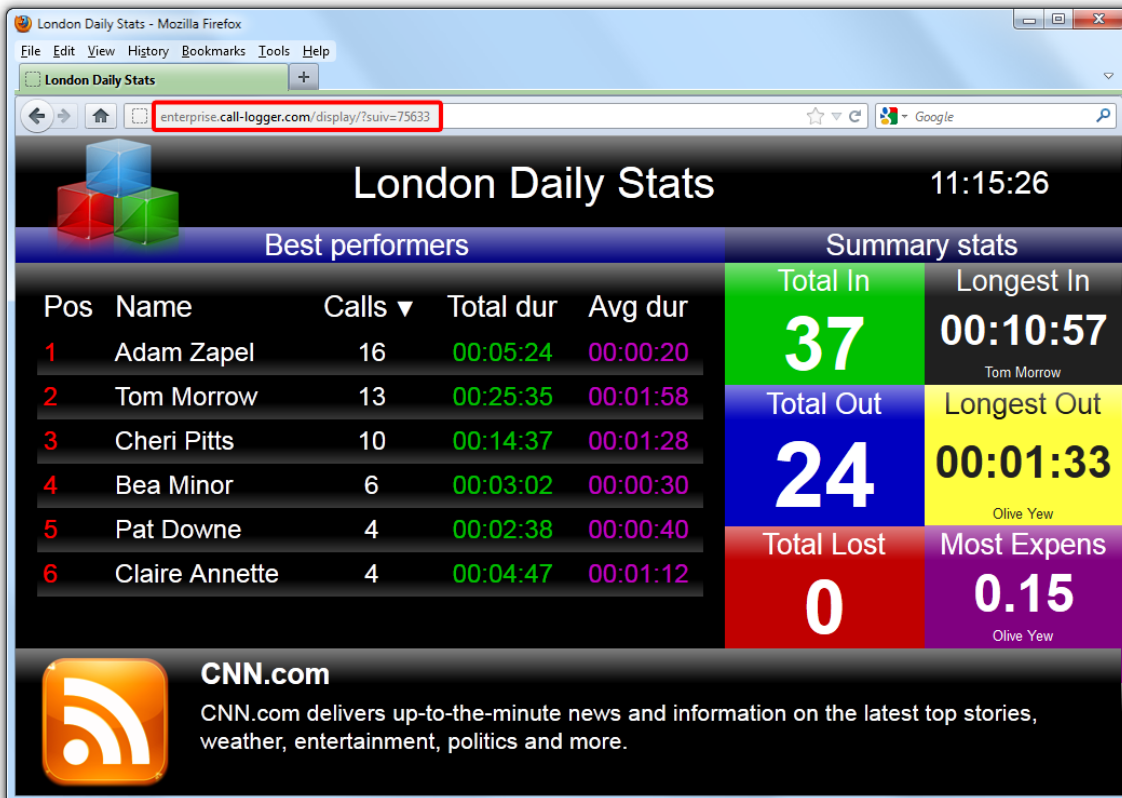 London Daily Stats - Mozilla Firefox
File Edit View History Bookmarks Tools Help
London Daily Stats
enterprise.call-logger.com/display/?suiv=75633
Google
London Daily Stats
11:15:26
Best performers
Pos Name Calls ▼ Total dur Avg dur
1 Adam Zapel 16 00:05:24 00:00:20
2 Tom Morrow 13 00:25:35 00:01:58
3 Cheri Pitts 10 00:14:37 00:01:28
4 Bea Minor 6 00:03:02 00:00:30
5 Pat Downe 4 00:02:38 00:00:40
6 Claire Annette 4 00:04:47 00:01:12
Summary stats
Total In
37
Longest In
00:10:57
Tom Morrow
Total Out
24
Longest Out
00:01:33
Olive Yew
Total Lost
0
Most Expens
0.15
Olive Yew
CNN.com
CNN.com delivers up-to-the-minute news and information on the latest top stories,
weather, entertainment, politics and more.